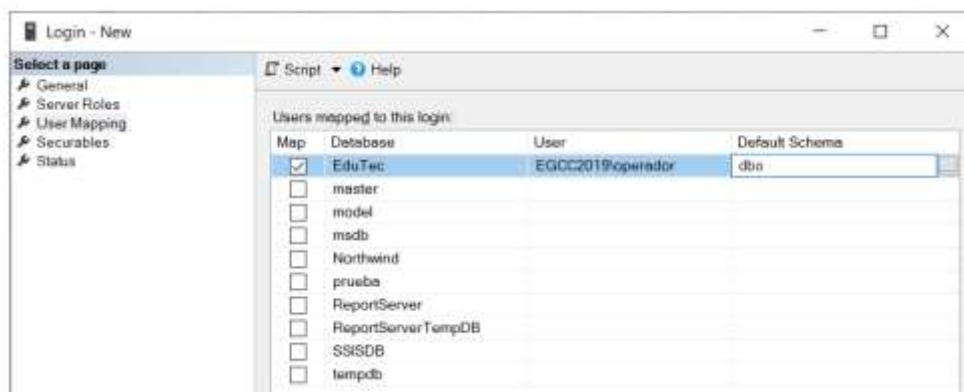 Login - New
Select a page
General
Server Roles
User Mapping
Securables
Status
Script Help
Users mapped to this login:
Map Database User Default Schema
EduTec EGCC2019\operador dbo
master
model
msdb
Northwind
prueba
ReportServer
ReportServerTempDB
SSISDB
tempdb